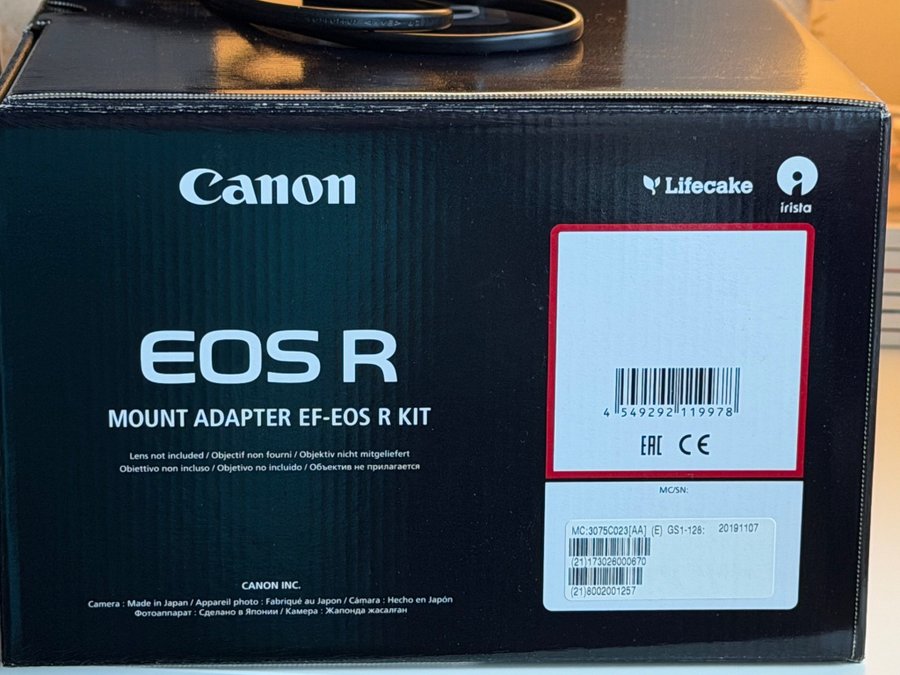 Canon
Lifecake
irista
EOS R
MOUNT ADAPTER EF-EOS R KIT
Lens not included / Objectif non fourni / Objektiv nicht mitgeliefert
Obiettivo non incluso / Objetivo no incluido / Объектив не прилагается
4 549292 119978
EAC CE
MC/SN:
MC:3075C023[AA] (E) GS1-128: 20191107
(21)173026000670
(21)8002001257
CANON INC.
Camera : Made in Japan / Appareil photo : Fabriqué au Japon / Cámara : Hecho en Japón
Фотоаппарат : Сделано в Японии / Камера : Жапонда жасалған